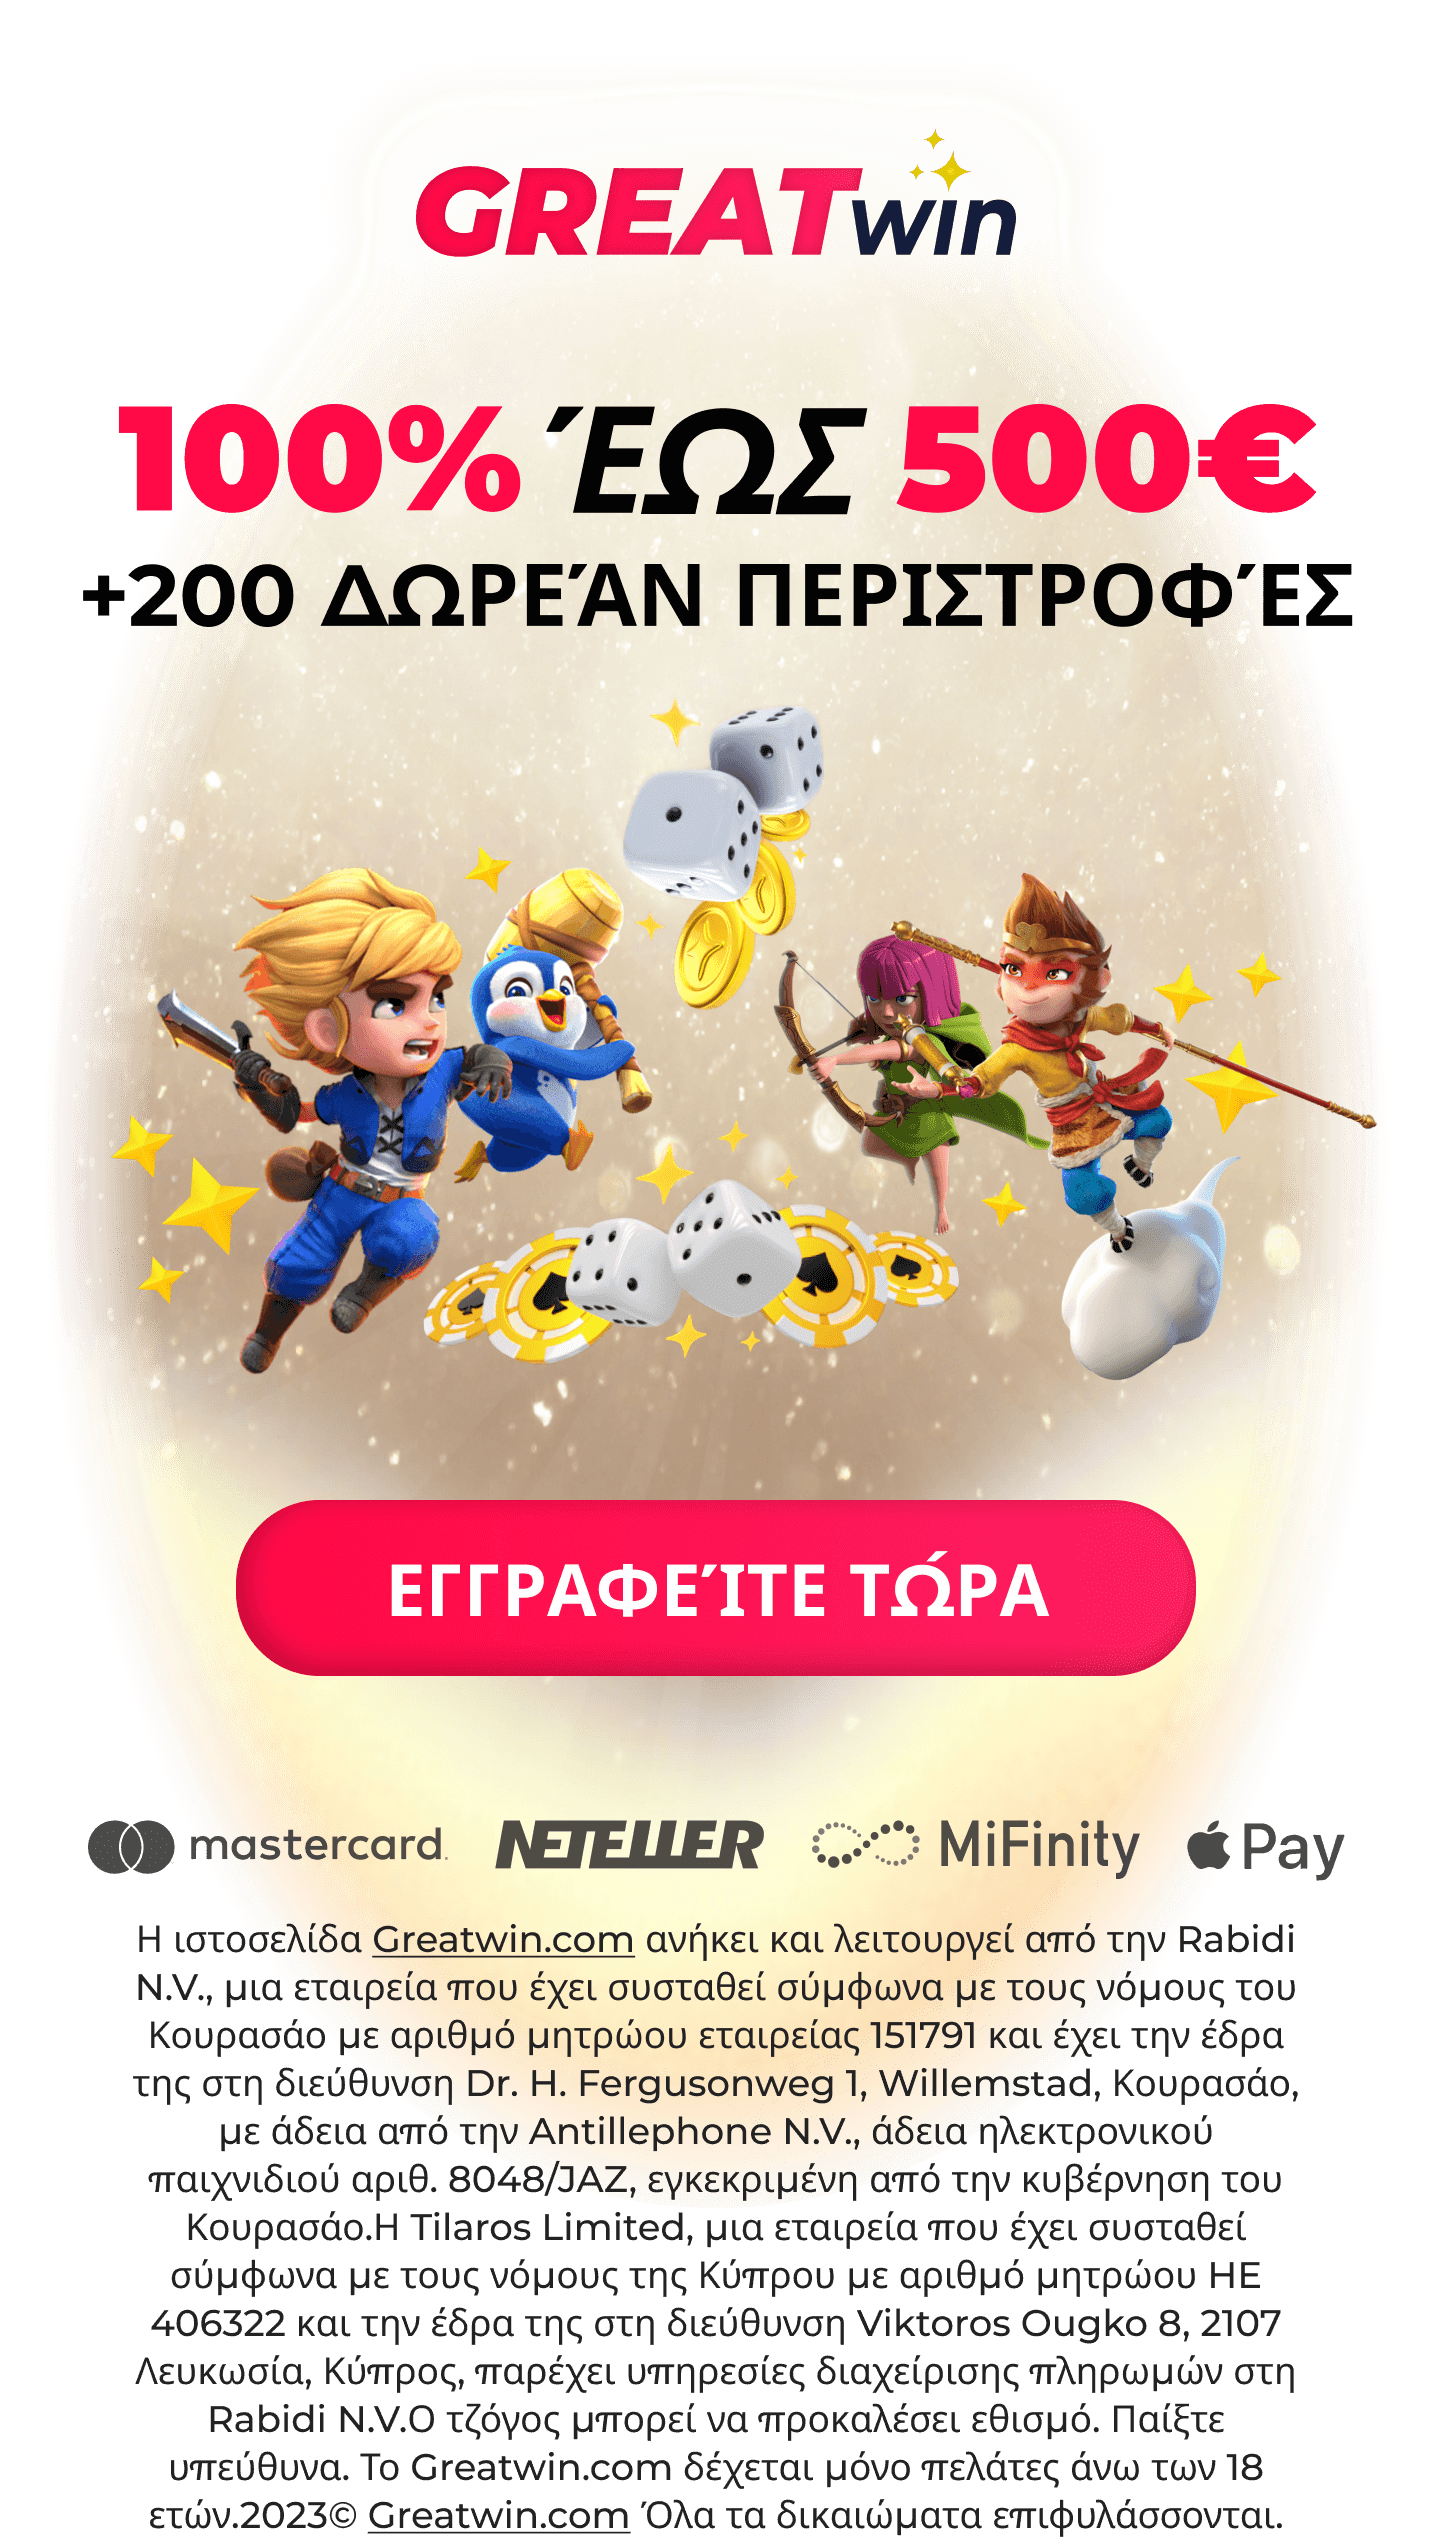 GREATwin
100% ΈΩΣ 500€
+200 ΔΩΡΕΆΝ ΠΕΡΙΣΤΡΟΦΈΣ
ΕΓΓΡΑΦΕΊΤΕ ΤΏΡΑ
mastercard. NETELLER MiFinity Pay
Η ιστοσελίδα Greatwin.com ανήκει και λειτουργεί από την Rabidi
N.V., μια εταιρεία που έχει συσταθεί σύμφωνα με τους νόμους του
Κουρασάο με αριθμό μητρώου εταιρείας 151791 και έχει την έδρα
της στη διεύθυνση Dr. H. Fergusonweg 1, Willemstad, Κουρασάο,
με άδεια από την Antillephone N.V., άδεια ηλεκτρονικού
παιχνιδιού αριθ. 8048/JAZ, εγκεκριμένη από την κυβέρνηση του
Κουρασάο.Η Tilaros Limited, μια εταιρεία που έχει συσταθεί
σύμφωνα με τους νόμους της Κύπρου με αριθμό μητρώου HE
406322 και την έδρα της στη διεύθυνση Viktoros Ougko 8, 2107
Λευκωσία, Κύπρος, παρέχει υπηρεσίες διαχείρισης πληρωμών στη
Rabidi N.V.Ο τζόγος μπορεί να προκαλέσει εθισμό. Παίξτε
υπεύθυνα. Το Greatwin.com δέχεται μόνο πελάτες άνω των 18
ετών.2023© Greatwin.com Όλα τα δικαιώματα επιφυλάσσονται.